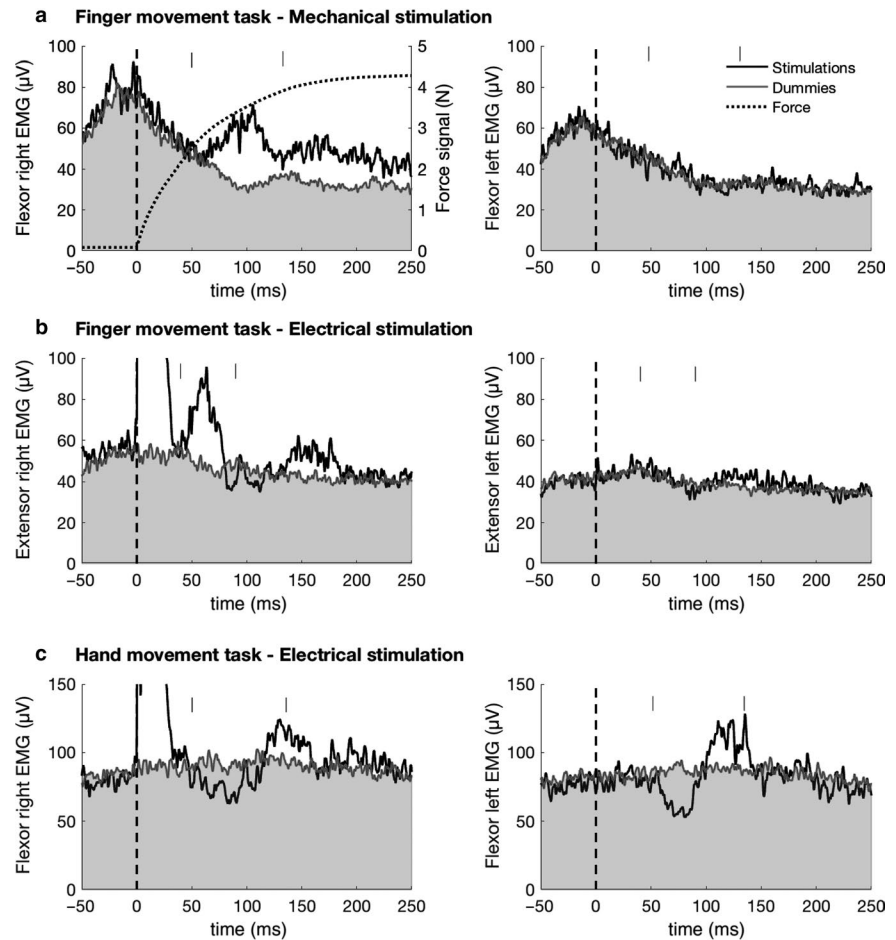 a Finger movement task - Mechanical stimulation
Flexor right EMG (µV)
100
80
60
40
20
0
−50 0 50 100 150 200 250
time (ms)
5
4
3
2
1
0
Force signal (N)
Flexor left EMG (µV)
100
80
60
40
20
0
−50 0 50 100 150 200 250
time (ms)
Stimulations
Dummies
Force
b Finger movement task - Electrical stimulation
Extensor right EMG (µV)
100
80
60
40
20
0
−50 0 50 100 150 200 250
time (ms)
Extensor left EMG (µV)
100
80
60
40
20
0
−50 0 50 100 150 200 250
time (ms)
c Hand movement task - Electrical stimulation
Flexor right EMG (µV)
150
100
50
0
−50 0 50 100 150 200 250
time (ms)
Flexor left EMG (µV)
150
100
50
0
−50 0 50 100 150 200 250
time (ms)